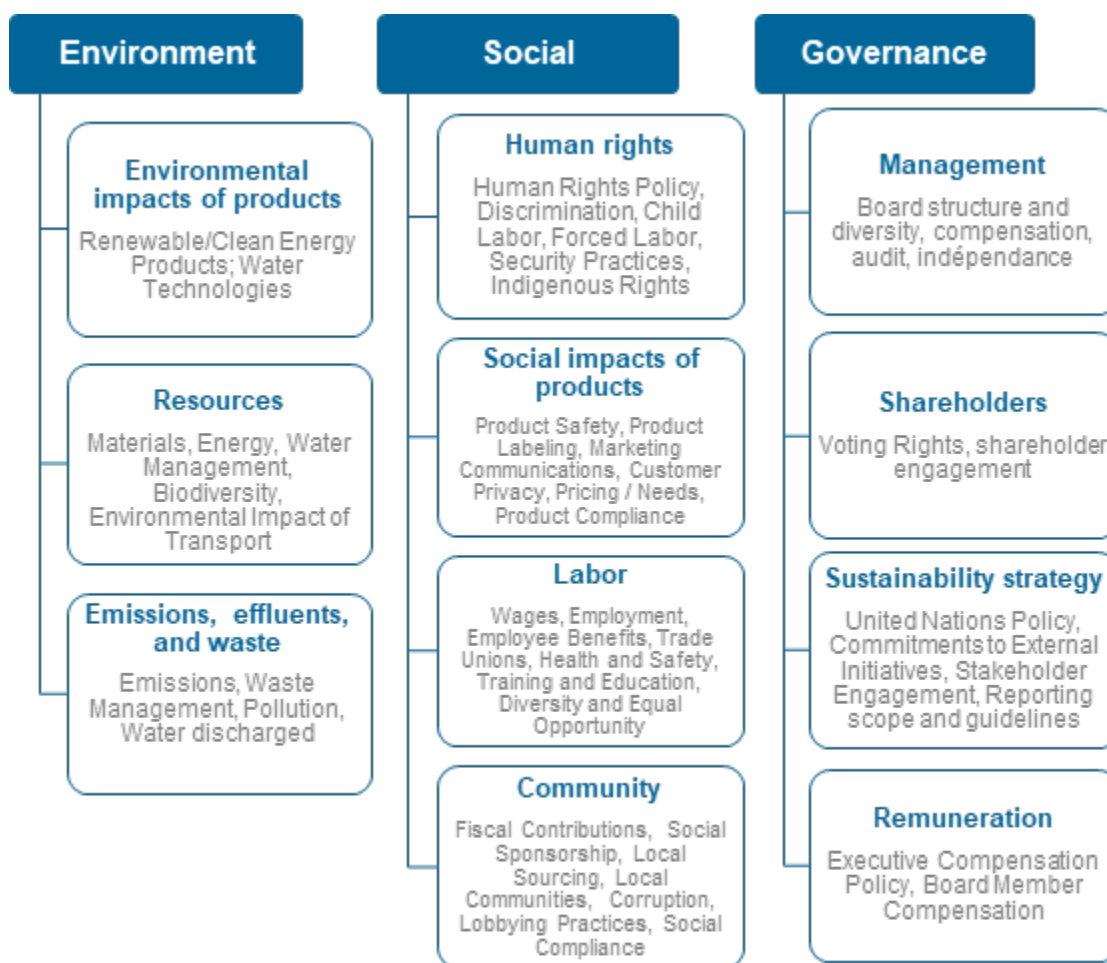 Environment
Environmental
impacts of products
Renewable/Clean Energy
Products; Water
Technologies
Resources
Materials, Energy, Water
Management,
Biodiversity,
Environmental Impact of
Transport
Emissions, effluents,
and waste
Emissions, Waste
Management, Pollution,
Water discharged
Social
Human rights
Human Rights Policy,
Discrimination, Child
Labor, Forced Labor,
Security Practices,
Indigenous Rights
Social impacts of
products
Product Safety, Product
Labeling, Marketing
Communications, Customer
Privacy, Pricing / Needs,
Product Compliance
Labor
Wages, Employment,
Employee Benefits, Trade
Unions, Health and Safety,
Training and Education,
Diversity and Equal
Opportunity
Community
Fiscal Contributions, Social
Sponsorship, Local
Sourcing, Local
Communities, Corruption,
Lobbying Practices, Social
Compliance
Governance
Management
Board structure and
diversity, compensation,
audit, indépendance
Shareholders
Voting Rights, shareholder
engagement
Sustainability strategy
United Nations Policy,
Commitments to External
Initiatives, Stakeholder
Engagement, Reporting
scope and guidelines
Remuneration
Executive Compensation
Policy, Board Member
Compensation